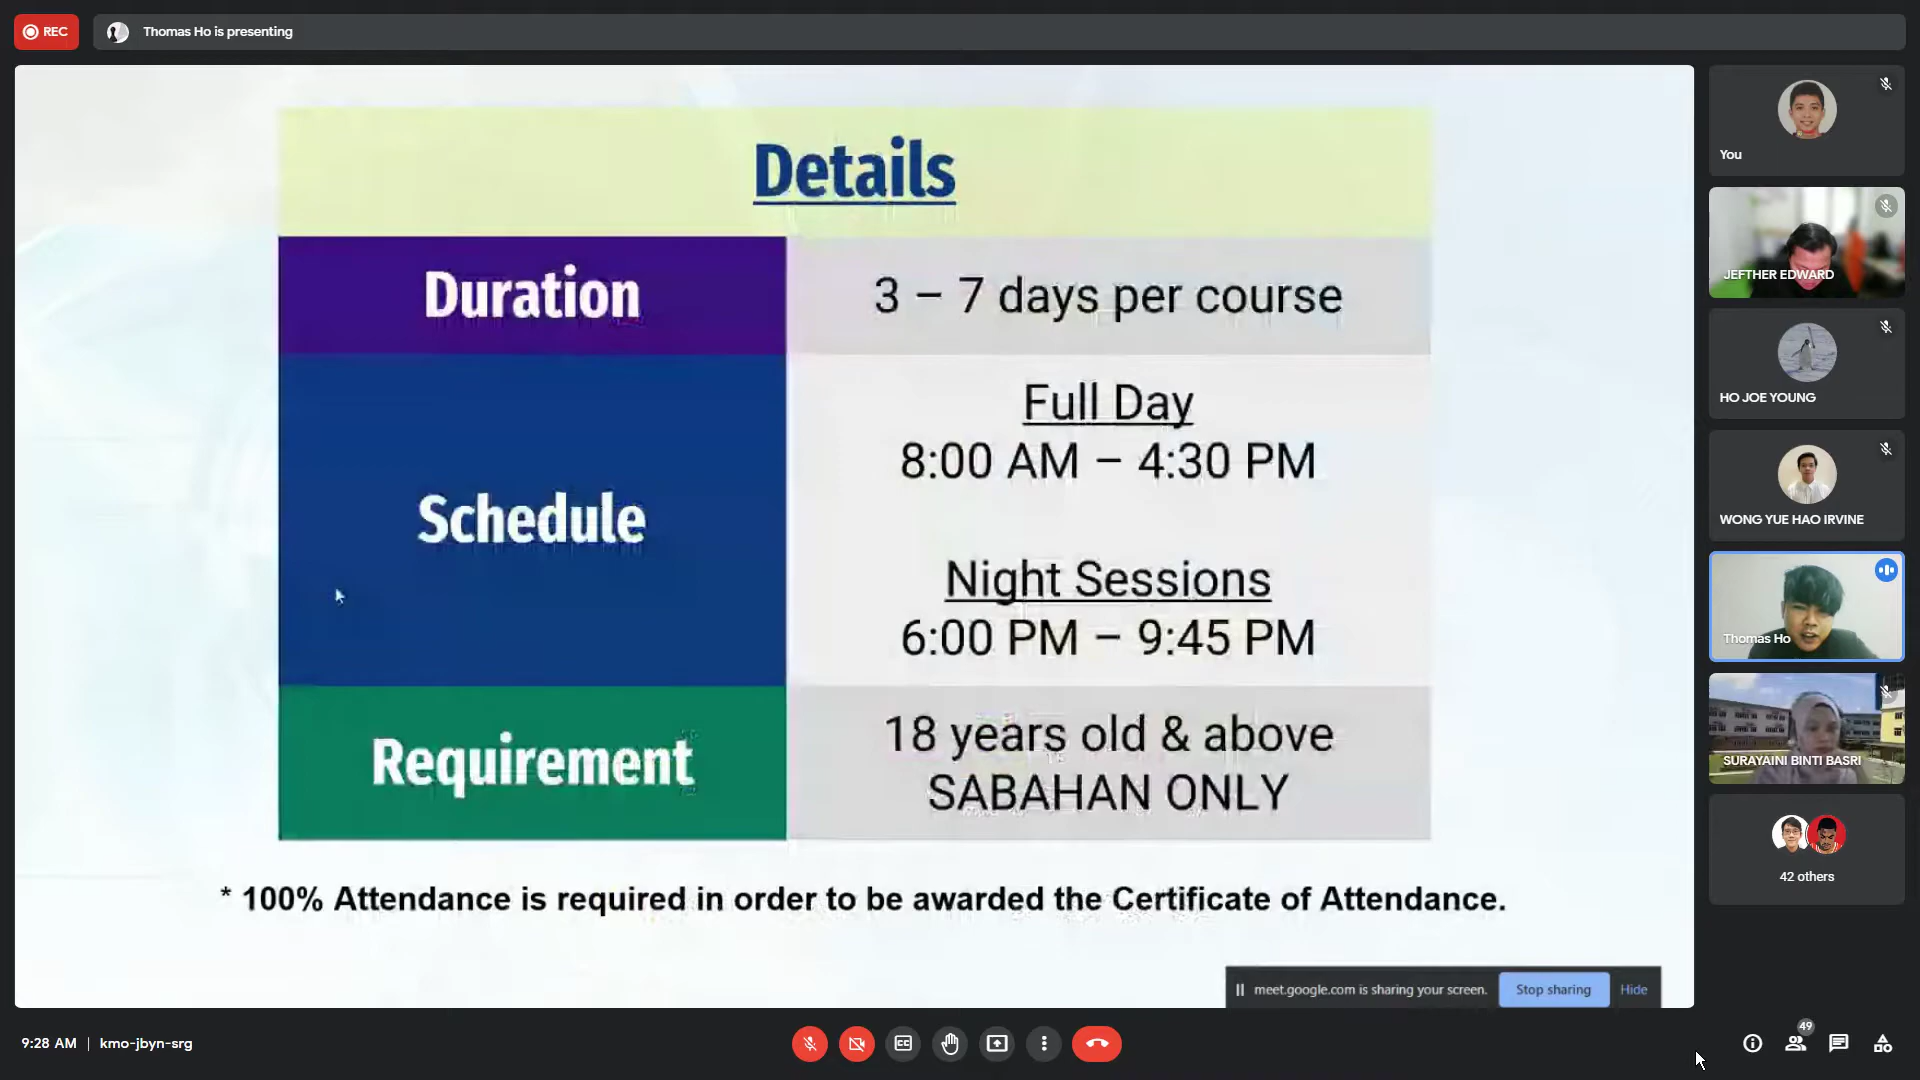 REC
Thomas Ho is presenting
Details
Duration
3 – 7 days per course
Schedule
Full Day
8:00 AM – 4:30 PM
Night Sessions
6:00 PM – 9:45 PM
Requirement
18 years old & above
SABAHAN ONLY
* 100% Attendance is required in order to be awarded the Certificate of Attendance.
meet.google.com is sharing your screen.
Stop sharing
Hide
You
JEFTHER EDWARD
HO JOE YOUNG
WONG YUE HAO IRVINE
Thomas Ho
SURAYAINI BINTI BASRI
42 others
9:28 AM | kmo-jbyn-srg
CC
49